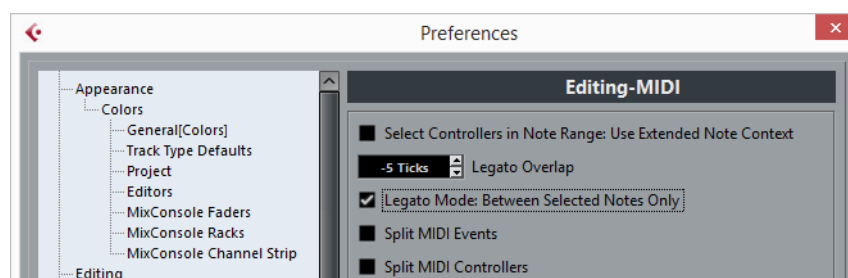 Preferences
Appearance
Colors
General[Colors]
Track Type Defaults
Project
Editors
MixConsole Faders
MixConsole Racks
MixConsole Channel Strip
Editing
Editing-MIDI
Select Controllers in Note Range: Use Extended Note Context
-5 Ticks Legato Overlap
Legato Mode: Between Selected Notes Only
Split MIDI Events
Split MIDI Controllers